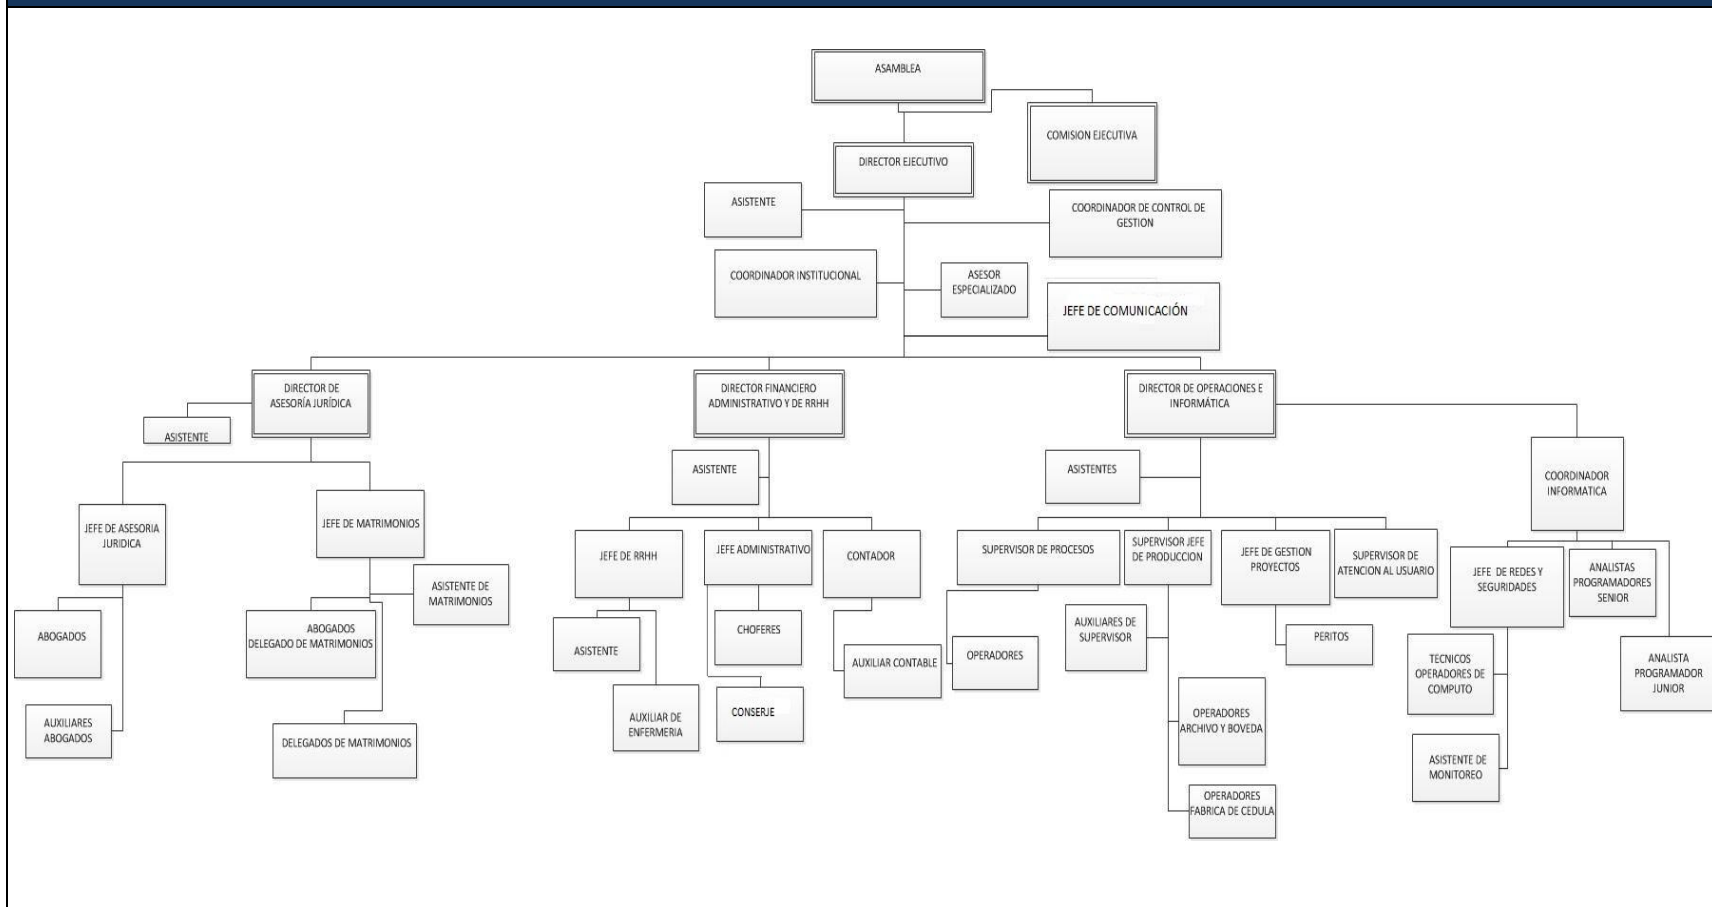 ASAMBLEA
COMISION EJECUTIVA
DIRECTOR EJECUTIVO
ASISTENTE
COORDINADOR DE CONTROL DE
GESTION
COORDINADOR INSTITUCIONAL
ASESOR
ESPECIALIZADO
JEFE DE COMUNICACIÓN
DIRECTOR DE
ASESORÍA JURÍDICA
DIRECTOR FINANCIERO
ADMINISTRATIVO Y DE RRHH
DIRECTOR DE OPERACIONES E
INFORMÁTICA
ASISTENTE
ASISTENTE
ASISTENTES
COORDINADOR
INFORMATICA
JEFE DE ASESORIA
JURIDICA
JEFE DE MATRIMONIOS
JEFE DE RRHH
JEFE ADMINISTRATIVO
CONTADOR
SUPERVISOR DE PROCESOS
SUPERVISOR JEFE
DE PRODUCCION
JEFE DE GESTION
PROYECTOS
SUPERVISOR DE
ATENCION AL USUARIO
JEFE DE REDES Y
SEGURIDADES
ANALISTAS
PROGRAMADORES
SENIOR
ASISTENTE DE
MATRIMONIOS
ABOGADOS
ABOGADOS
DELEGADO DE MATRIMONIOS
ASISTENTE
CHOFERES
AUXILIAR CONTABLE
OPERADORES
AUXILIARES DE
SUPERVISOR
PERITOS
TECNICOS
OPERADORES DE
COMPUTO
ANALISTA
PROGRAMADOR
JUNIOR
AUXILIARES
ABOGADOS
DELEGADOS DE MATRIMONIOS
AUXILIAR DE
ENFERMERIA
CONSERJE
OPERADORES
ARCHIVO Y BOVEDA
ASISTENTE DE
MONITOREO
OPERADORES
FABRICA DE CEDULA